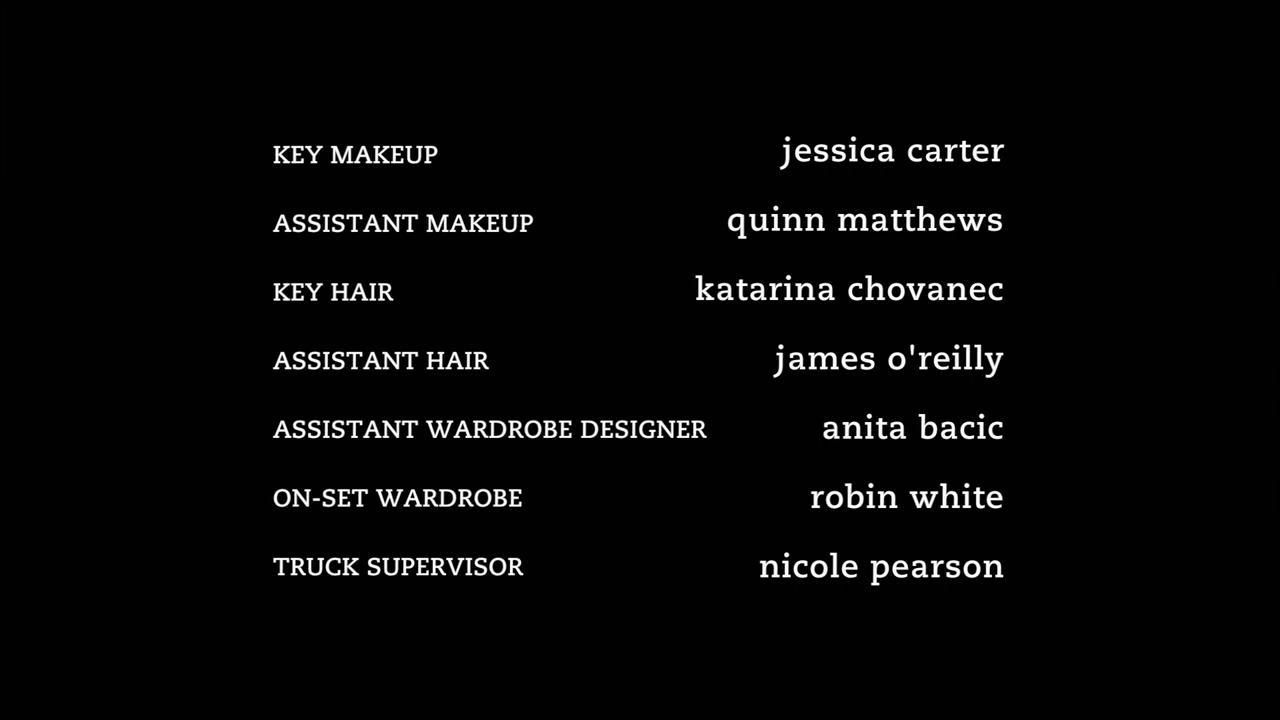 KEY MAKEUP jessica carter
ASSISTANT MAKEUP quinn matthews
KEY HAIR katarina chovanec
ASSISTANT HAIR james o'reilly
ASSISTANT WARDROBE DESIGNER anita bacic
ON-SET WARDROBE robin white
TRUCK SUPERVISOR nicole pearson